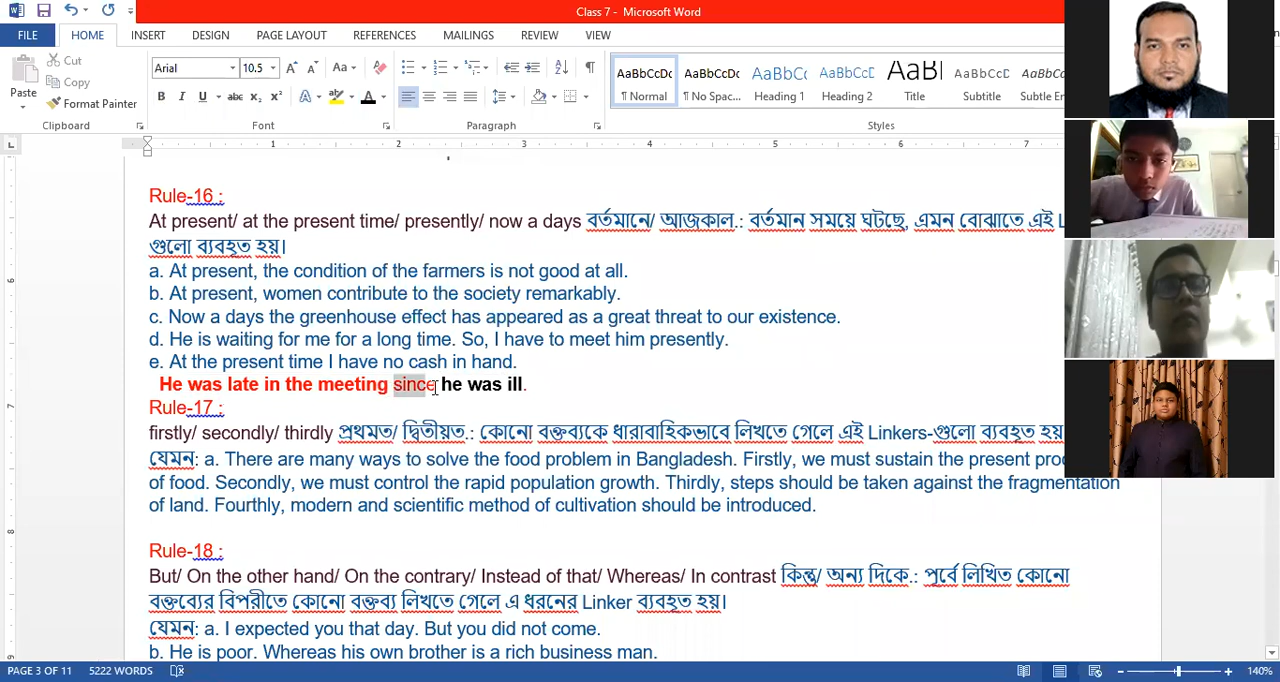 Class 7 - Microsoft Word
FILE HOME INSERT DESIGN PAGE LAYOUT REFERENCES MAILINGS REVIEW VIEW
Cut
Copy
Paste
Format Painter
Arial 10.5
AaBbCcDc AaBbCcDc AaBbCc AaBbCcC AaBl AaBbCcD AaBbCcD
¶ Normal ¶ No Spac... Heading 1 Heading 2 Title Subtitle Subtle En
Clipboard Font Paragraph Styles
1 2 3 4 5 6 7
Rule-16 :
At present/ at the present time/ presently/ now a days বর্তমানে/ আজকাল.: বর্তমান সময়ে ঘটছে, এমন বোঝাতে এই L
গুলো ব্যবহৃত হয়।
a. At present, the condition of the farmers is not good at all.
b. At present, women contribute to the society remarkably.
c. Now a days the greenhouse effect has appeared as a great threat to our existence.
d. He is waiting for me for a long time. So, I have to meet him presently.
e. At the present time I have no cash in hand.
He was late in the meeting since he was ill.
Rule-17 :
firstly/ secondly/ thirdly প্রথমত/ দ্বিতীয়ত.: কোনো বক্তব্যকে ধারাবাহিকভাবে লিখতে গেলে এই Linkers-গুলো ব্যবহৃত হয়
যেমন: a. There are many ways to solve the food problem in Bangladesh. Firstly, we must sustain the present pro
of food. Secondly, we must control the rapid population growth. Thirdly, steps should be taken against the fragmentation
of land. Fourthly, modern and scientific method of cultivation should be introduced.
Rule-18 :
But/ On the other hand/ On the contrary/ Instead of that/ Whereas/ In contrast কিন্তু/ অন্য দিকে.: পূর্বে লিখিত কোনো
বক্তব্যের বিপরীতে কোনো বক্তব্য লিখতে গেলে এ ধরনের Linker ব্যবহৃত হয়।
যেমন: a. I expected you that day. But you did not come.
b. He is poor. Whereas his own brother is a rich business man.
PAGE 3 OF 11 5222 WORDS 140%